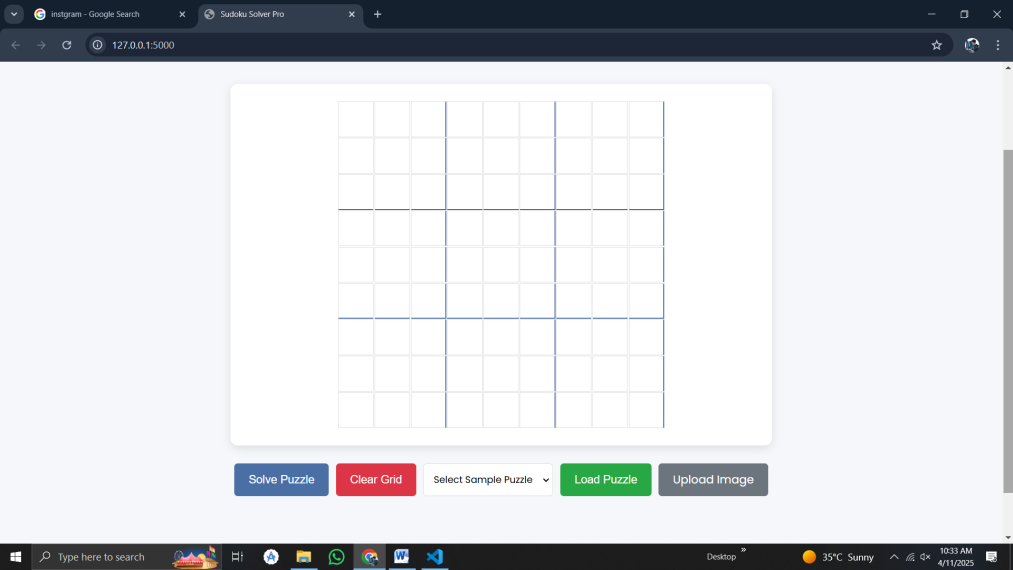 instgram - Google Search
Sudoku Solver Pro
127.0.0.1:5000
Solve Puzzle
Clear Grid
Select Sample Puzzle
Load Puzzle
Upload Image
Type here to search
Desktop
35°C Sunny
10:33 AM
4/11/2025